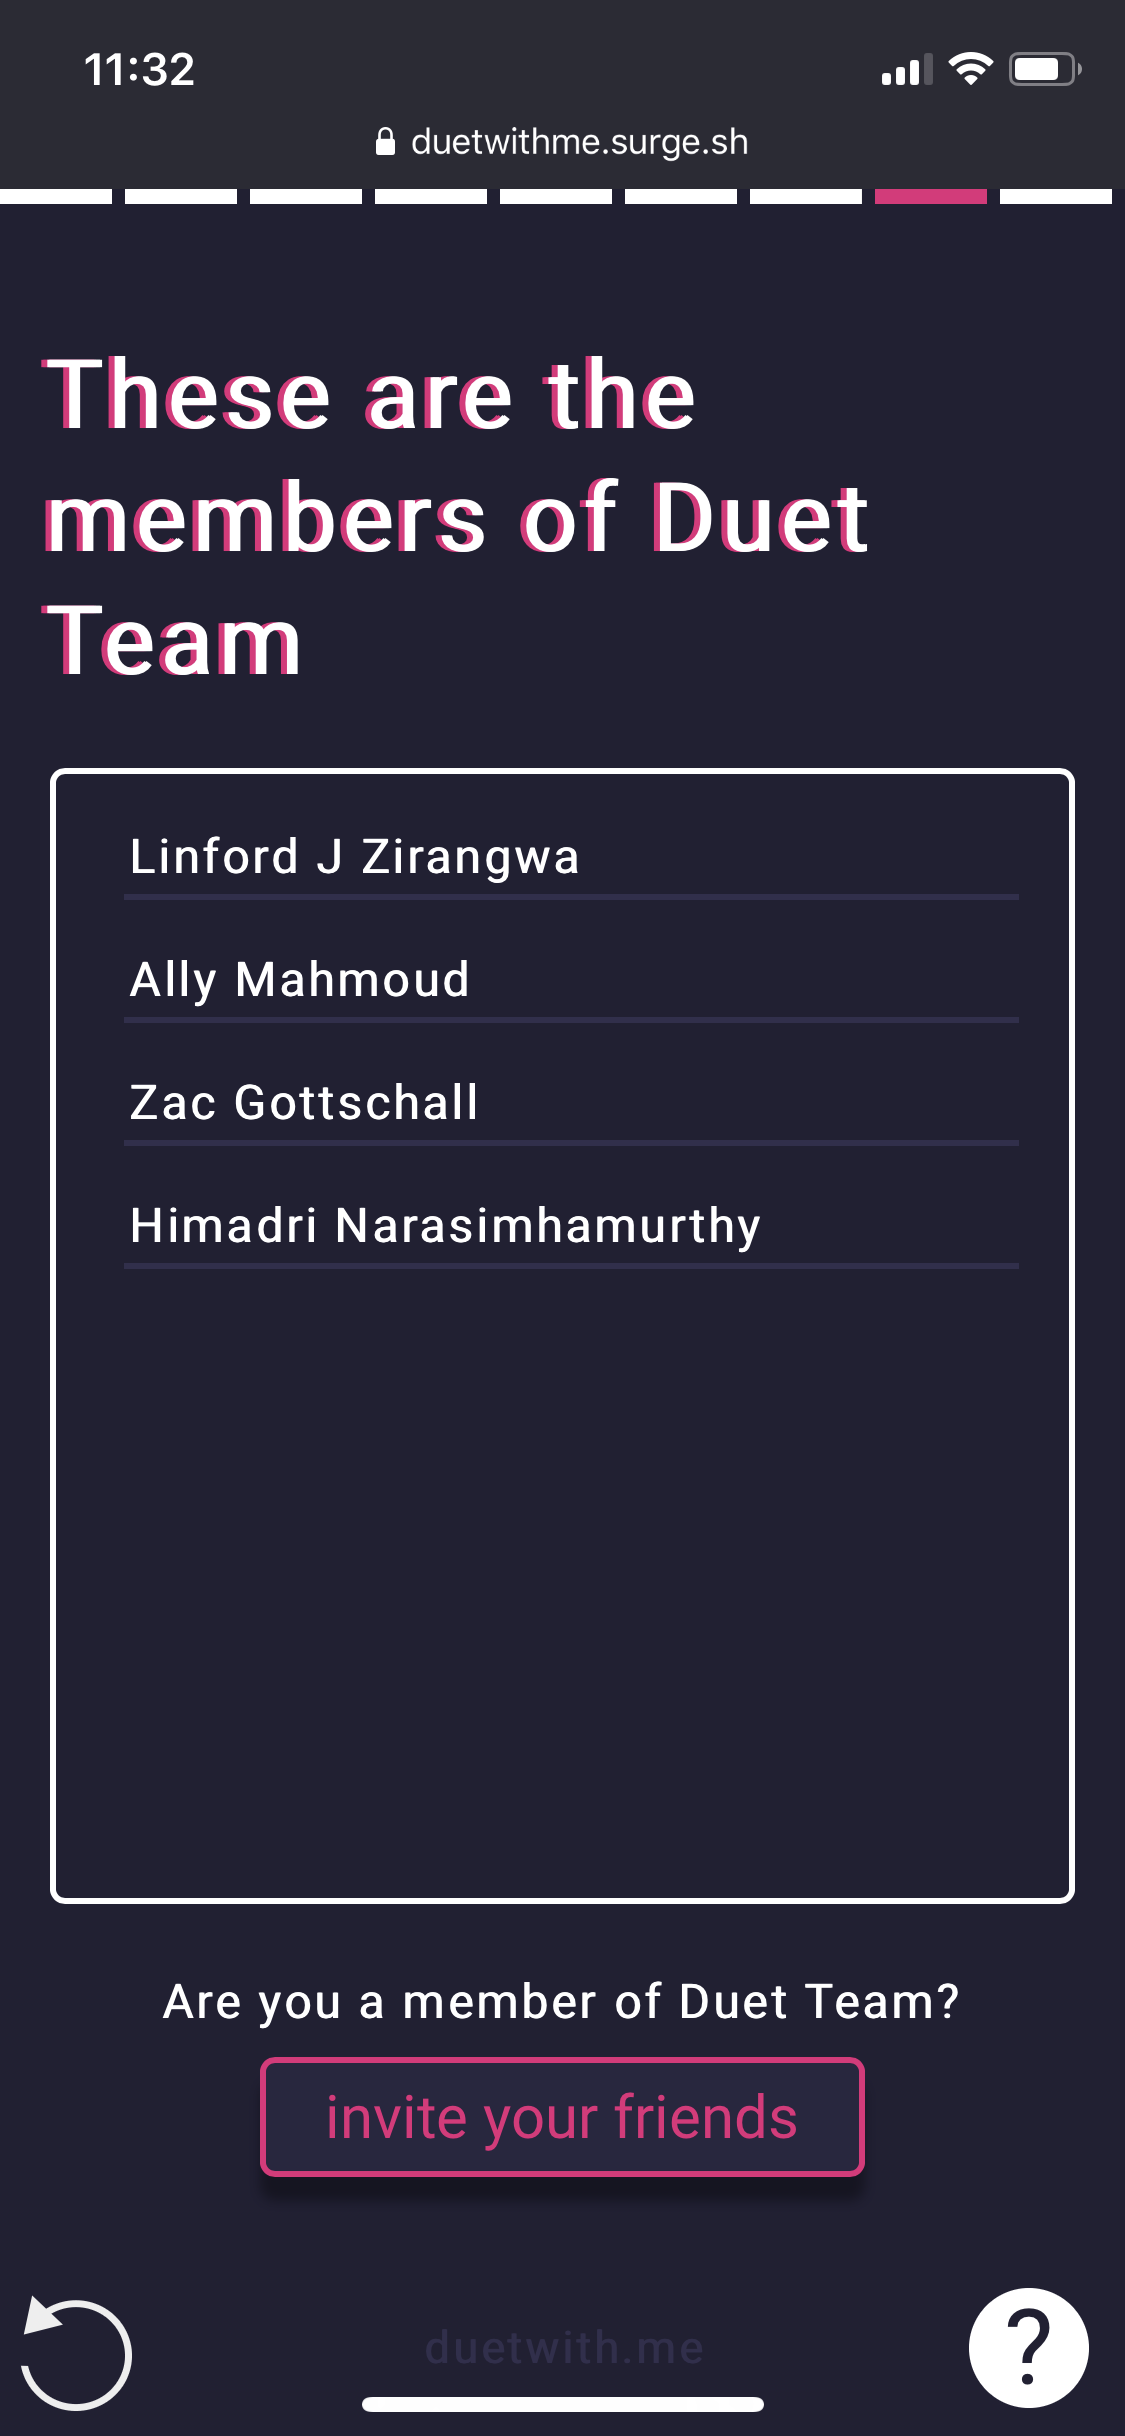 11:32
duetwithme.surge.sh
These are the
members of Duet
Team
Linford J Zirangwa
Ally Mahmoud
Zac Gottschall
Himadri Narasimhamurthy
Are you a member of Duet Team?
invite your friends
duetwith.me
?